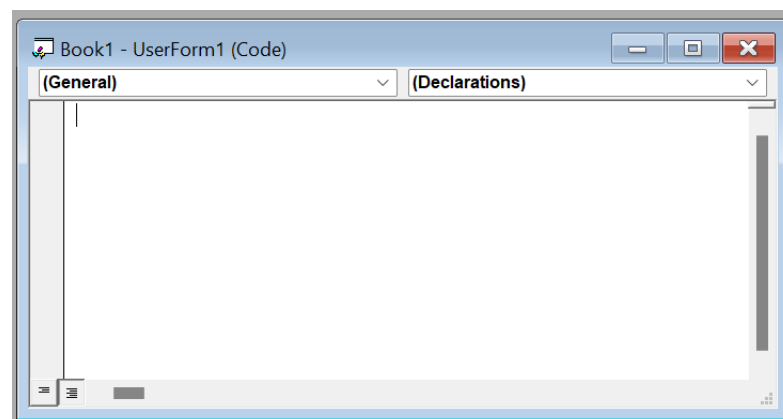 Book1 - UserForm1 (Code)
(General) (Declarations)